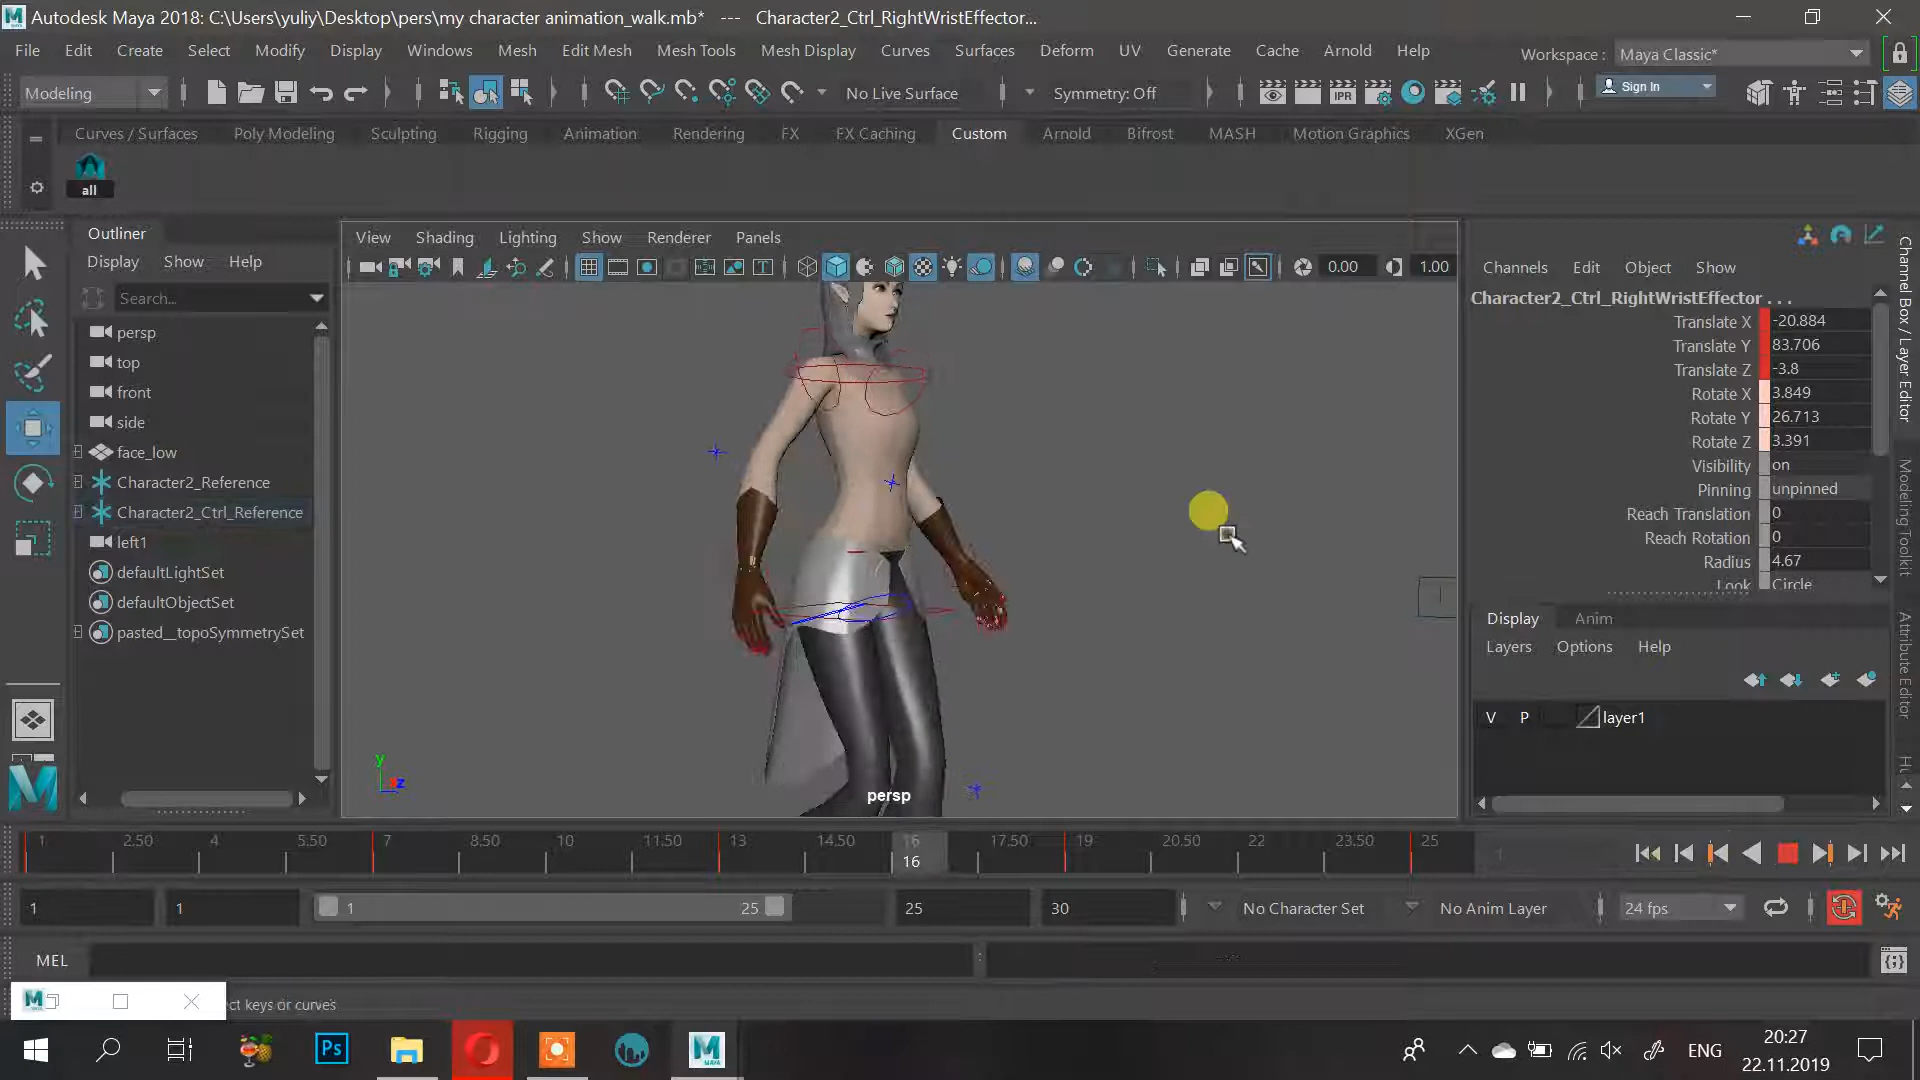 Autodesk Maya 2018: C:\Users\yuliy\Desktop\pers\my character animation_walk.mb* --- Character2_Ctrl_RightWristEffector...
File Edit Create Select Modify Display Windows Mesh Edit Mesh Mesh Tools Mesh Display Curves Surfaces Deform UV Generate Cache Arnold Help
Workspace : Maya Classic*
Modeling
No Live Surface
Symmetry: Off
IPR
Sign In
Curves / Surfaces Poly Modeling Sculpting Rigging Animation Rendering FX FX Caching Custom Arnold Bifrost MASH Motion Graphics XGen
all
Outliner
Display Show Help
Search...
persp
top
front
side
face_low
Character2_Reference
Character2_Ctrl_Reference
left1
defaultLightSet
defaultObjectSet
pasted__topoSymmetrySet
View Shading Lighting Show Renderer Panels
0.00
1.00
y
z
persp
Channels Edit Object Show
Character2_Ctrl_RightWristEffector . . .
Translate X -20.884
Translate Y 83.706
Translate Z -3.8
Rotate X 3.849
Rotate Y 26.713
Rotate Z 3.391
Visibility on
Pinning unpinned
Reach Translation 0
Reach Rotation 0
Radius 4.67
Look Circle
Channel Box / Layer Editor
Modeling Toolkit
Attribute Editor
Display Anim
Layers Options Help
V P layer1
1 2.50 4 5.50 7 8.50 10 11.50 13 14.50 16 17.50 19 20.50 22 23.50 25
16
1
1 1 1 25 25 30 No Character Set No Anim Layer 24 fps
MEL
ct keys or curves
Ps
MAYA
ENG
20:27
22.11.2019